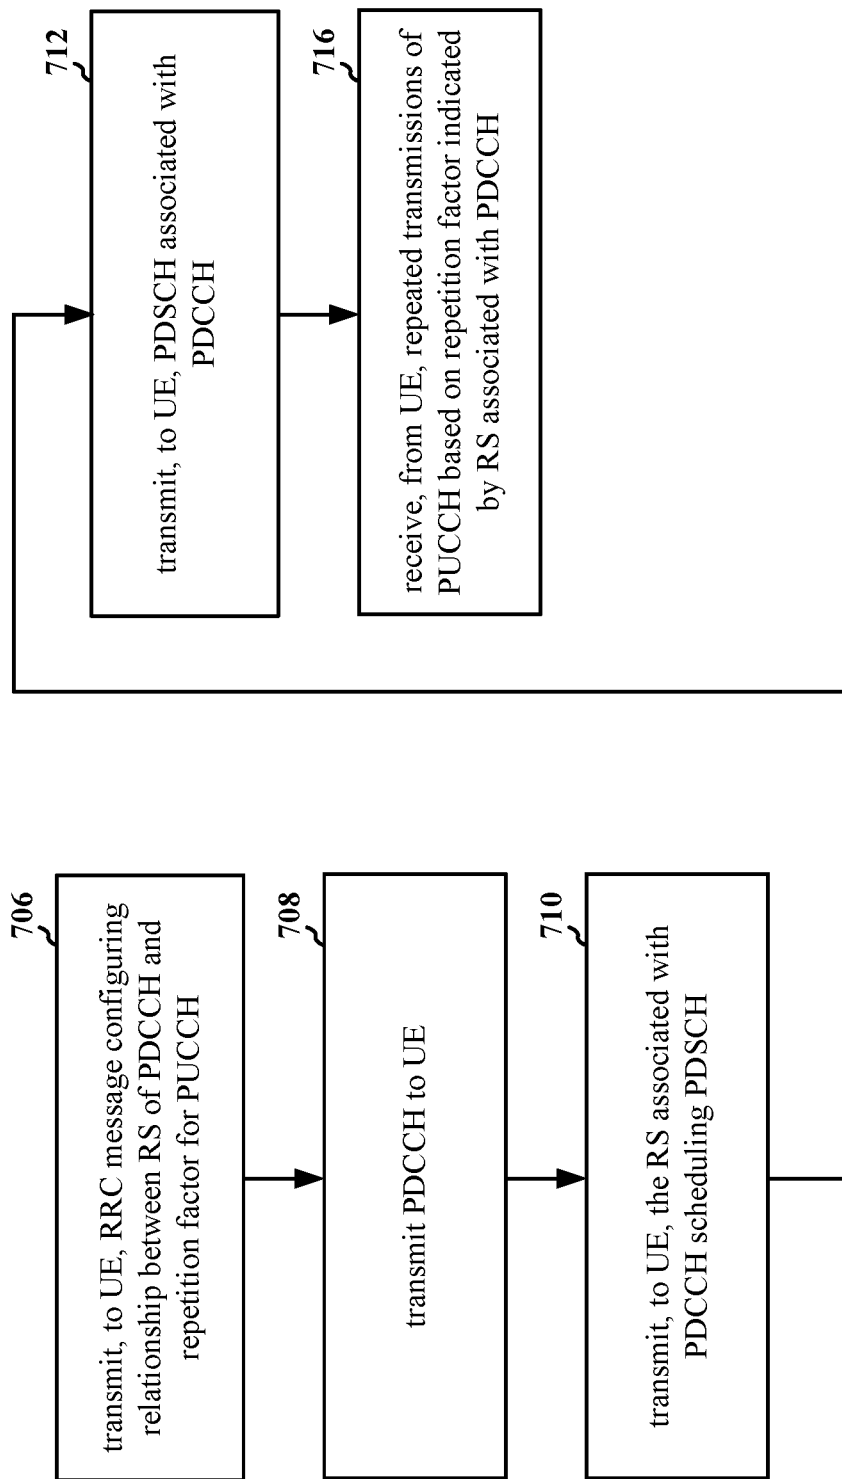 706
transmit, to UE, RRC message configuring
relationship between RS of PDCCH and
repetition factor for PUCCH
708
transmit PDCCH to UE
710
transmit, to UE, the RS associated with
PDCCH scheduling PDSCH
712
transmit, to UE, PDSCH associated with
PDCCH
716
receive, from UE, repeated transmissions of
PUCCH based on repetition factor indicated
by RS associated with PDCCH